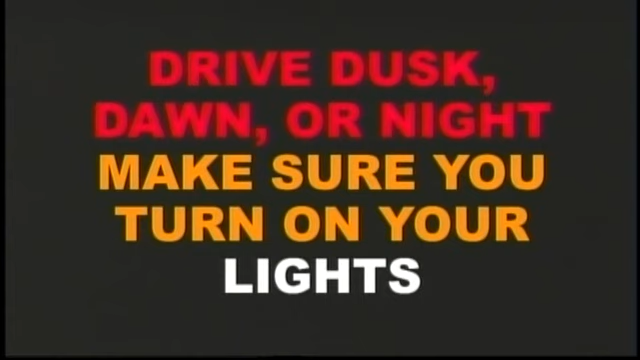 DRIVE DUSK,
DAWN, OR NIGHT
MAKE SURE YOU
TURN ON YOUR
LIGHTS